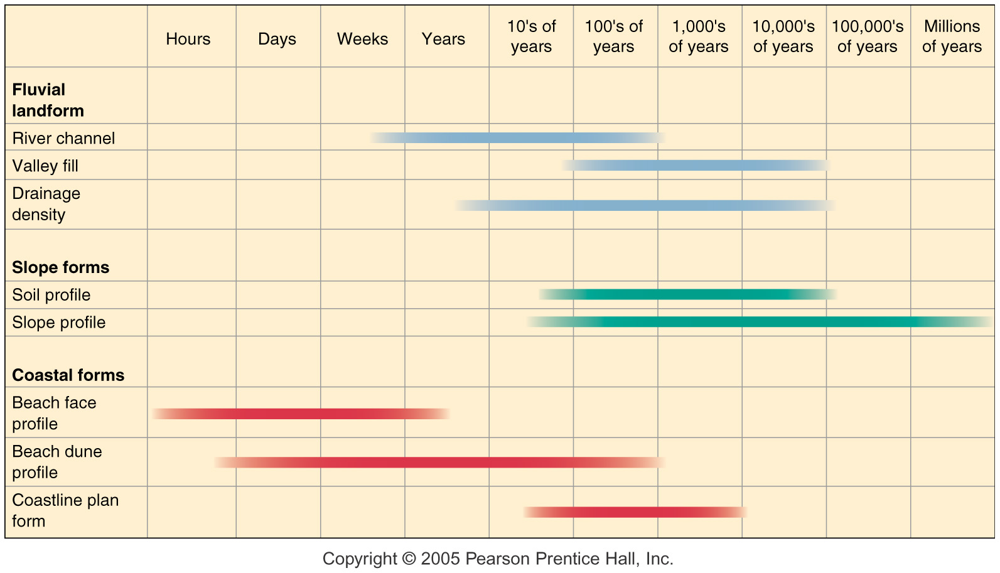 Hours
Days
Weeks
Years
10's of
years
100's of
years
1,000's
of years
10,000's
of years
100,000's
of years
Millions
of years
Fluvial
landform
River channel
Valley fill
Drainage
density
Slope forms
Soil profile
Slope profile
Coastal forms
Beach face
profile
Beach dune
profile
Coastline plan
form
Copyright © 2005 Pearson Prentice Hall, Inc.